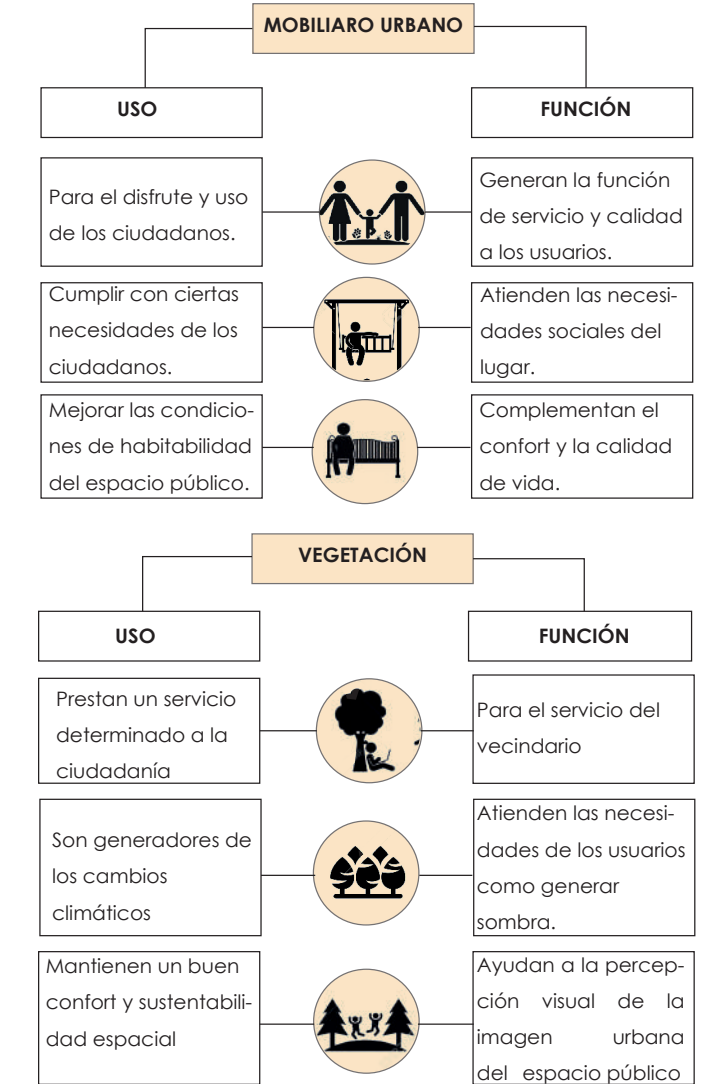 MOBILIARO URBANO
USO
FUNCIÓN
Para el disfrute y uso
de los ciudadanos.
Generan la función
de servicio y calidad
a los usuarios.
Cumplir con ciertas
necesidades de los
ciudadanos.
Atienden las necesi-
dades sociales del
lugar.
Mejorar las condicio-
nes de habitabilidad
del espacio público.
Complementan el
confort y la calidad
de vida.
VEGETACIÓN
USO
FUNCIÓN
Prestan un servicio
determinado a la
ciudadanía
Para el servicio del
vecindario
Son generadores de
los cambios
climáticos
Atienden las necesi-
dades de los usuarios
como generar
sombra.
Mantienen un buen
confort y sustentabili-
dad espacial
Ayudan a la percep-
ción visual de la
imagen urbana
del espacio público